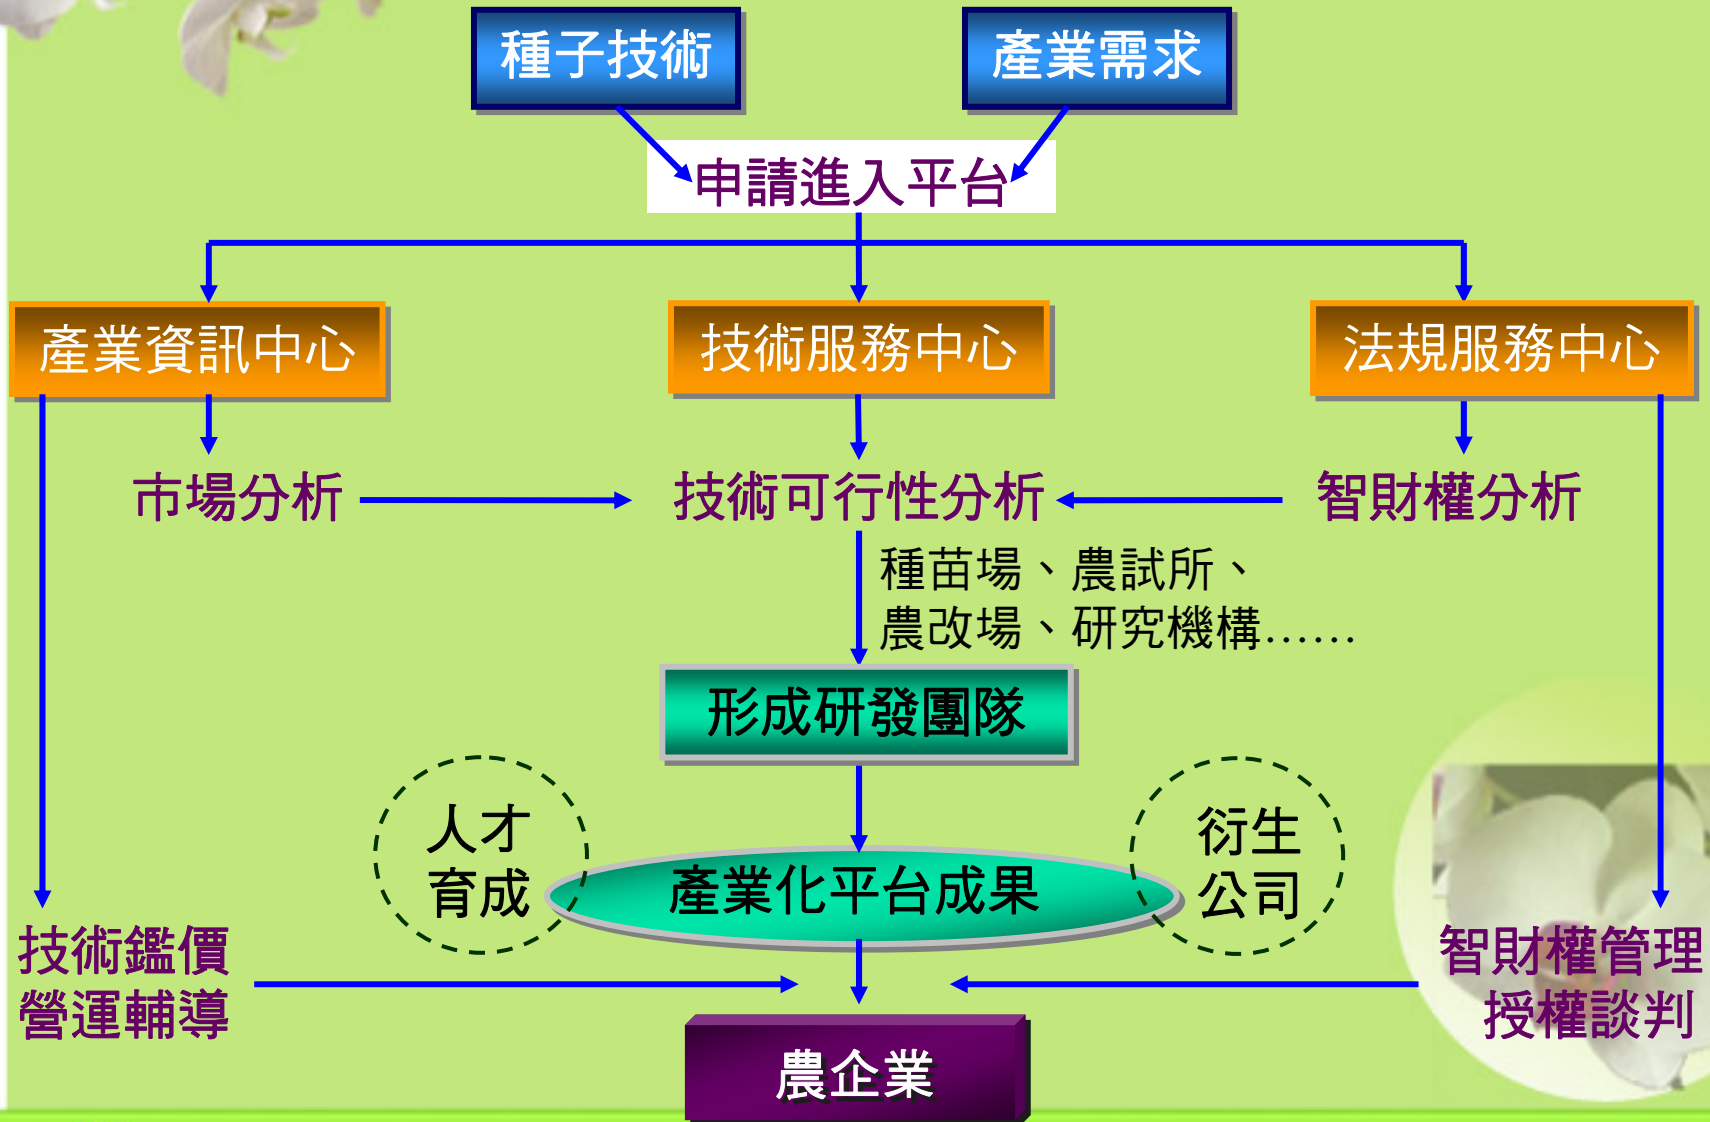 種子技術
產業需求
申請進入平台
產業資訊中心
技術服務中心
法規服務中心
市場分析
技術可行性分析
智財權分析
種苗場、農試所、
農改場、研究機構……
形成研發團隊
人才
育成
產業化平台成果
衍生
公司
技術鑑價
營運輔導
智財權管理
授權談判
農企業